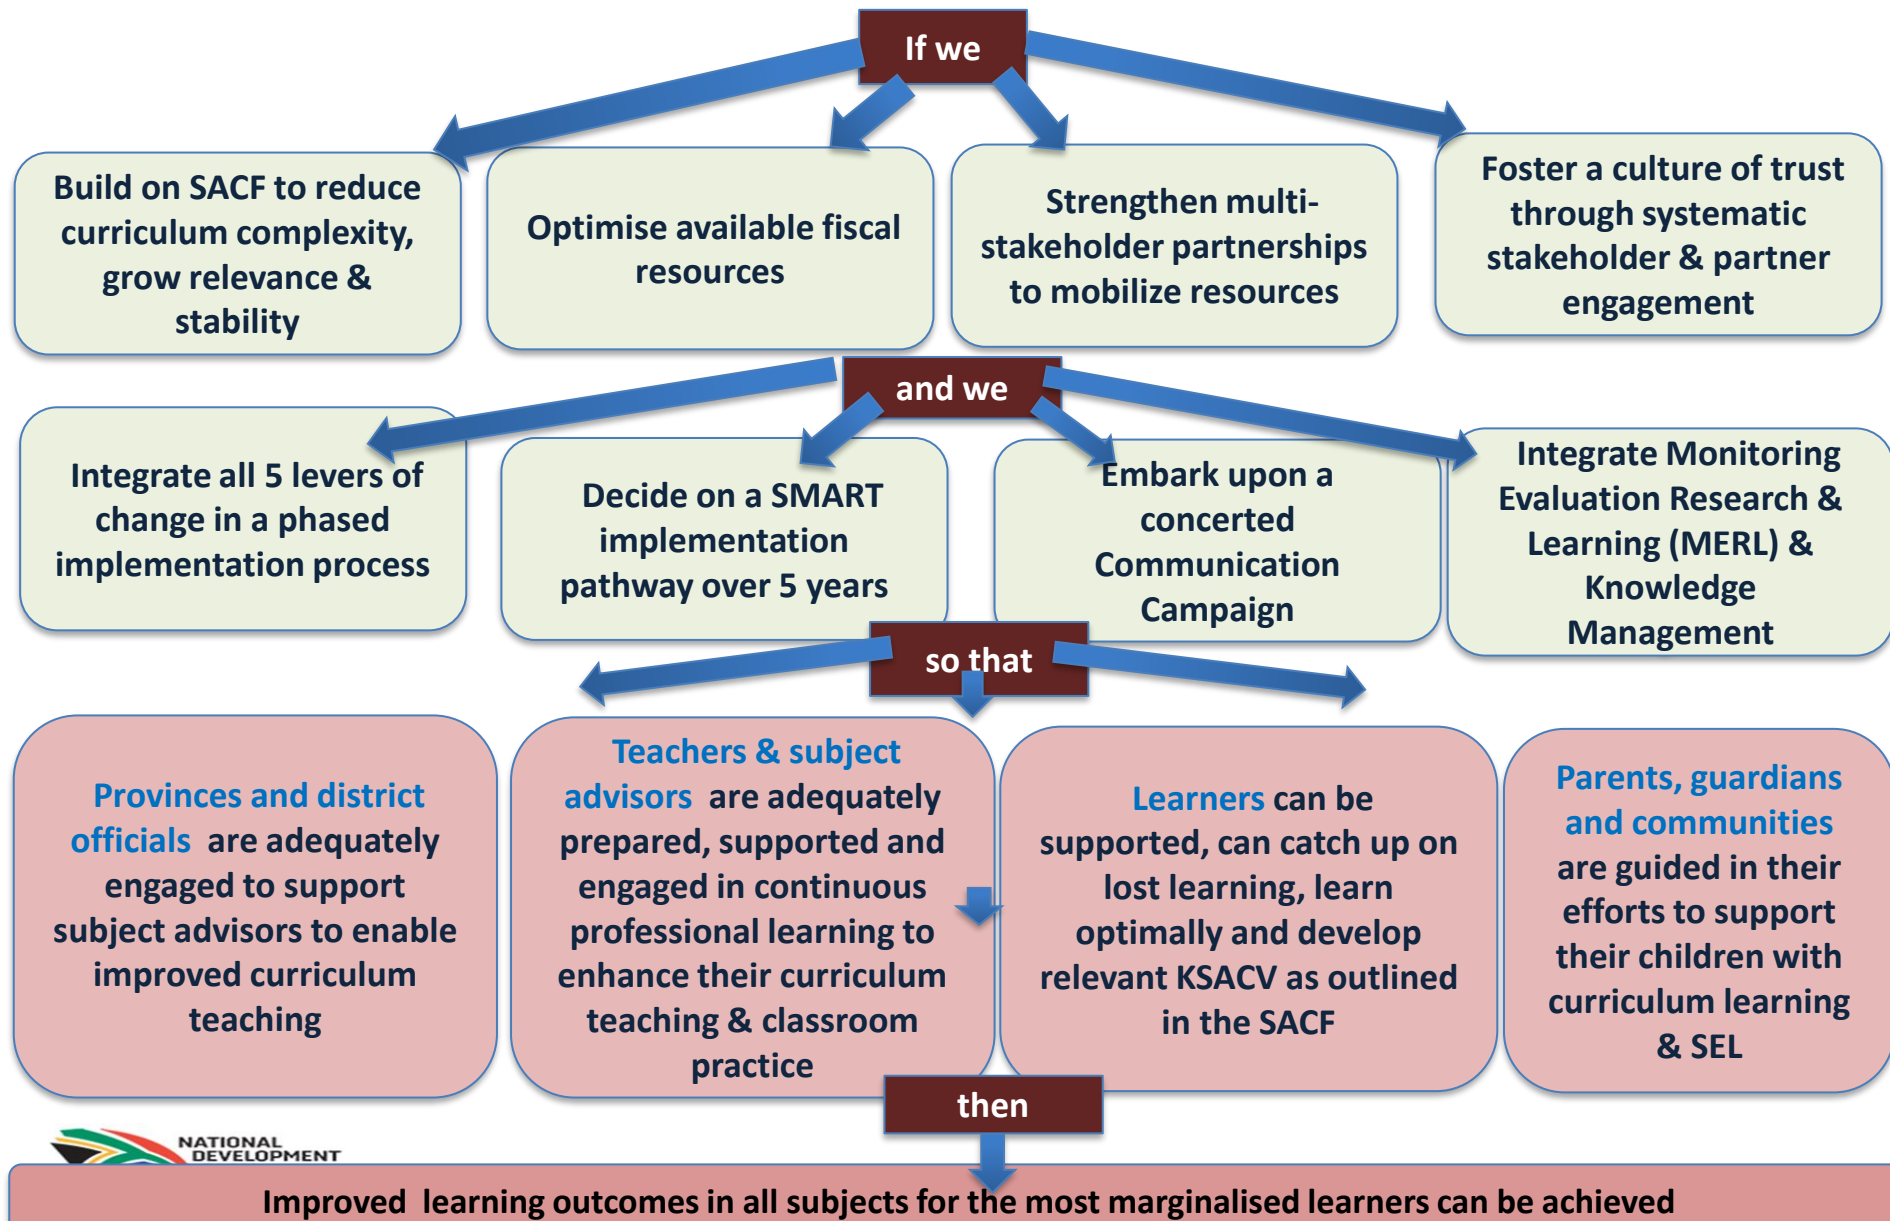 If we
Build on SACF to reduce
curriculum complexity,
grow relevance &
stability
Optimise available fiscal
resources
Strengthen multi-
stakeholder partnerships
to mobilize resources
Foster a culture of trust
through systematic
stakeholder & partner
engagement
and we
Integrate all 5 levers of
change in a phased
implementation process
Decide on a SMART
implementation
pathway over 5 years
Embark upon a
concerted
Communication
Campaign
Integrate Monitoring
Evaluation Research &
Learning (MERL) &
Knowledge
Management
so that
Provinces and district
officials are adequately
engaged to support
subject advisors to enable
improved curriculum
teaching
Teachers & subject
advisors are adequately
prepared, supported and
engaged in continuous
professional learning to
enhance their curriculum
teaching & classroom
practice
Learners can be
supported, can catch up on
lost learning, learn
optimally and develop
relevant KSACV as outlined
in the SACF
Parents, guardians
and communities
are guided in their
efforts to support
their children with
curriculum learning
& SEL
then
NATIONAL
DEVELOPMENT
Improved learning outcomes in all subjects for the most marginalised learners can be achieved